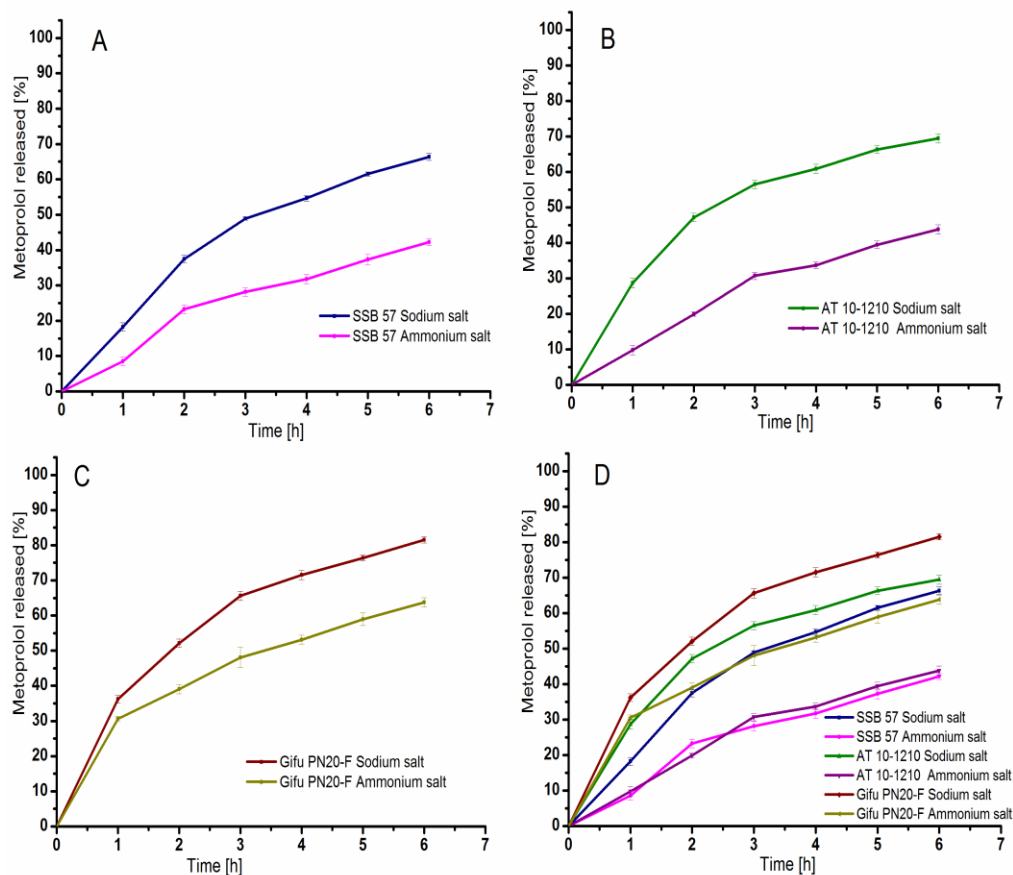 A
Metoprolol released [%]
100
90
80
70
60
50
40
30
20
10
0
SSB 57 Sodium salt
SSB 57 Ammonium salt
0 1 2 3 4 5 6 7
Time [h]
B
Metoprolol released [%]
100
90
80
70
60
50
40
30
20
10
0
AT 10-1210 Sodium salt
AT 10-1210 Ammonium salt
0 1 2 3 4 5 6 7
Time [h]
C
Metoprolol released [%]
100
90
80
70
60
50
40
30
20
10
0
Gifu PN20-F Sodium salt
Gifu PN20-F Ammonium salt
0 1 2 3 4 5 6 7
Time [h]
D
Metoprolol released [%]
100
90
80
70
60
50
40
30
20
10
0
SSB 57 Sodium salt
SSB 57 Ammonium salt
AT 10-1210 Sodium salt
AT 10-1210 Ammonium salt
Gifu PN20-F Sodium salt
Gifu PN20-F Ammonium salt
0 1 2 3 4 5 6 7
Time [h]